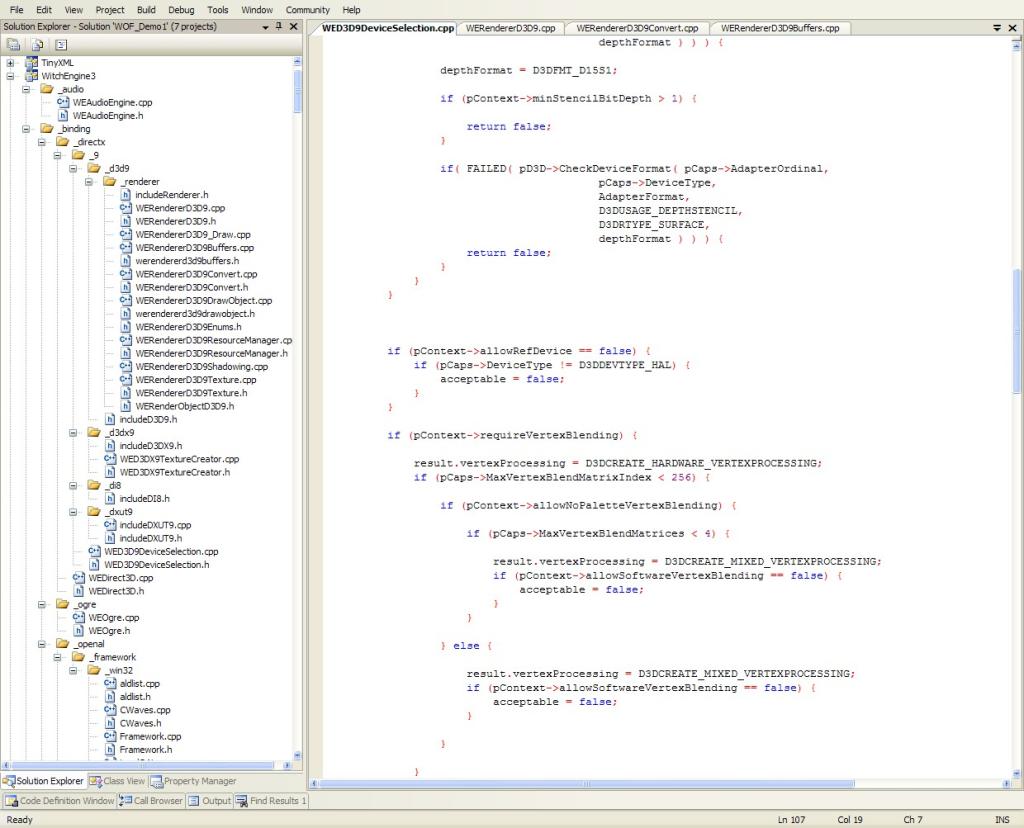 File Edit View Project Build Debug Tools Window Community Help
Solution Explorer - Solution 'WOF_Demo1' (7 projects)
TinyXML
WitchEngine3
_audio
WEAudioEngine.cpp
WEAudioEngine.h
_binding
_directx
_9
_d3d9
_renderer
includeRenderer.h
WERendererD3D9.cpp
WERendererD3D9.h
WERendererD3D9_Draw.cpp
WERendererD3D9Buffers.cpp
werendererd3d9buffers.h
WERendererD3D9Convert.cpp
WERendererD3D9Convert.h
WERendererD3D9DrawObject.cpp
werendererd3d9drawobject.h
WERendererD3D9Enums.h
WERendererD3D9ResourceManager.cp
WERendererD3D9ResourceManager.h
WERendererD3D9Shadowing.cpp
WERendererD3D9Texture.cpp
WERendererD3D9Texture.h
WERenderObjectD3D9.h
includeD3D9.h
_d3dx9
includeD3DX9.h
WED3DX9TextureCreator.cpp
WED3DX9TextureCreator.h
_di8
includeDI8.h
_dxut9
includeDXUT9.cpp
includeDXUT9.h
WED3D9DeviceSelection.cpp
WED3D9DeviceSelection.h
WEDirect3D.cpp
WEDirect3D.h
_ogre
WEOgre.cpp
WEOgre.h
_openal
_framework
_win32
aldlist.cpp
aldlist.h
CWaves.cpp
CWaves.h
Framework.cpp
Framework.h
Solution Explorer Class View Property Manager
WED3D9DeviceSelection.cpp WERendererD3D9.cpp WERendererD3D9Convert.cpp WERendererD3D9Buffers.cpp
depthFormat ) ) ) {
depthFormat = D3DFMT_D15S1;
if (pContext->minStencilBitDepth > 1) {
return false;
}
if( FAILED( pD3D->CheckDeviceFormat( pCaps->AdapterOrdinal,
pCaps->DeviceType,
AdapterFormat,
D3DUSAGE_DEPTHSTENCIL,
D3DRTYPE_SURFACE,
depthFormat ) ) ) {
return false;
}
}
}
if (pContext->allowRefDevice == false) {
if (pCaps->DeviceType != D3DDEVTYPE_HAL) {
acceptable = false;
}
}
if (pContext->requireVertexBlending) {
result.vertexProcessing = D3DCREATE_HARDWARE_VERTEXPROCESSING;
if (pCaps->MaxVertexBlendMatrixIndex < 256) {
if (pContext->allowNoPaletteVertexBlending) {
if (pCaps->MaxVertexBlendMatrices < 4) {
result.vertexProcessing = D3DCREATE_MIXED_VERTEXPROCESSING;
if (pContext->allowSoftwareVertexBlending == false) {
acceptable = false;
}
}
} else {
result.vertexProcessing = D3DCREATE_MIXED_VERTEXPROCESSING;
if (pContext->allowSoftwareVertexBlending == false) {
acceptable = false;
}
}
}
Code Definition Window Call Browser Output Find Results 1
Ready Ln 107 Col 19 Ch 7 INS